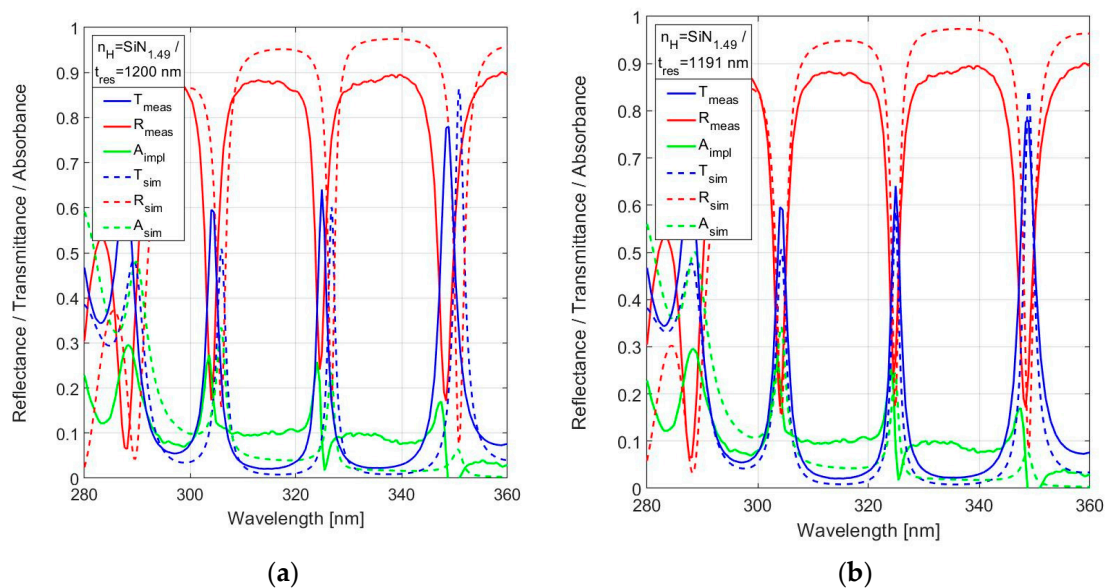 n_H=SiN_1.49 /
t_res=1200 nm
T_meas
R_meas
A_impl
T_sim
R_sim
A_sim
1
0.9
0.8
0.7
0.6
0.5
0.4
0.3
0.2
0.1
0
280
300
320
340
360
Reflectance / Transmittance / Absorbance
Wavelength [nm]
(a)
n_H=SiN_1.49 /
t_res=1191 nm
T_meas
R_meas
A_impl
T_sim
R_sim
A_sim
1
0.9
0.8
0.7
0.6
0.5
0.4
0.3
0.2
0.1
0
280
300
320
340
360
Reflectance / Transmittance / Absorbance
Wavelength [nm]
(b)